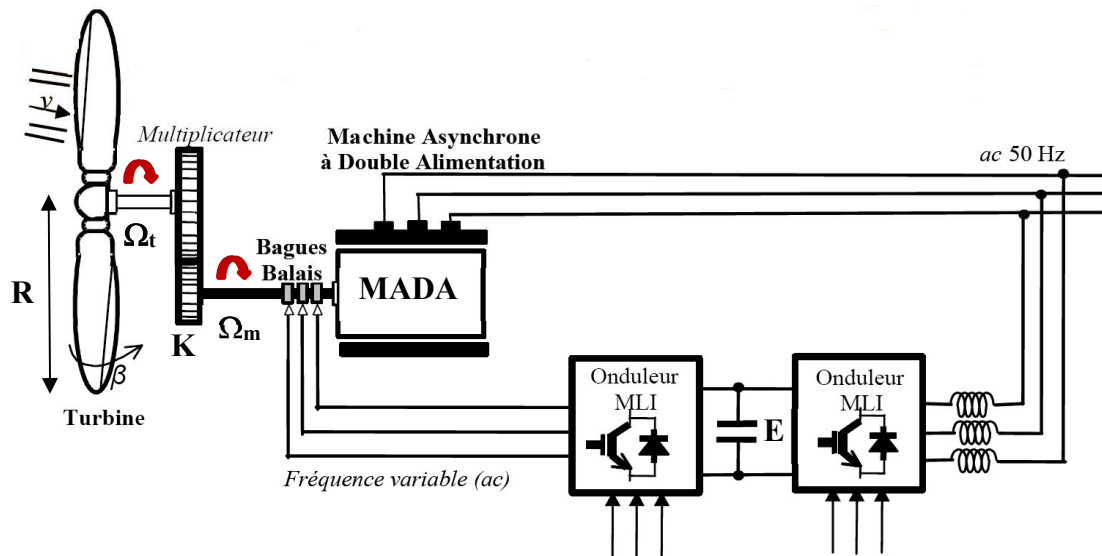 v
Multiplicateur
Machine Asynchrone
à Double Alimentation
ac 50 Hz
Ωt
Bagues
Balais
MADA
R
K
Ωm
β
Turbine
Onduleur
MLI
E
Onduleur
MLI
Fréquence variable (ac)